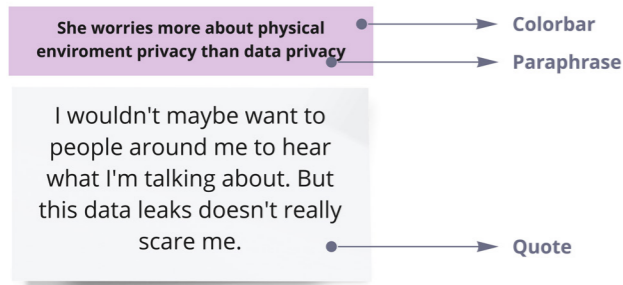 She worries more about physical
enviroment privacy than data privacy
Colorbar
Paraphrase
I wouldn't maybe want to
people around me to hear
what I'm talking about. But
this data leaks doesn't really
scare me.
Quote